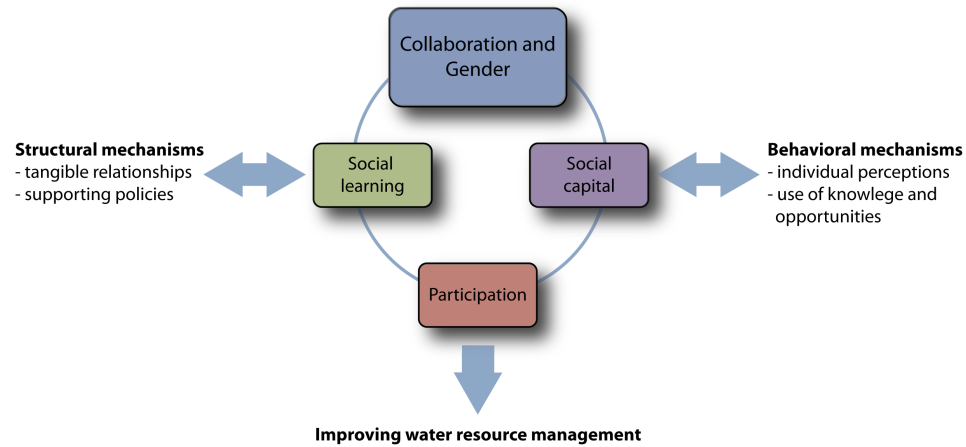 Collaboration and
Gender
Structural mechanisms
- tangible relationships
- supporting policies
Social
learning
Social
capital
Behavioral mechanisms
- individual perceptions
- use of knowlege and
opportunities
Participation
Improving water resource management